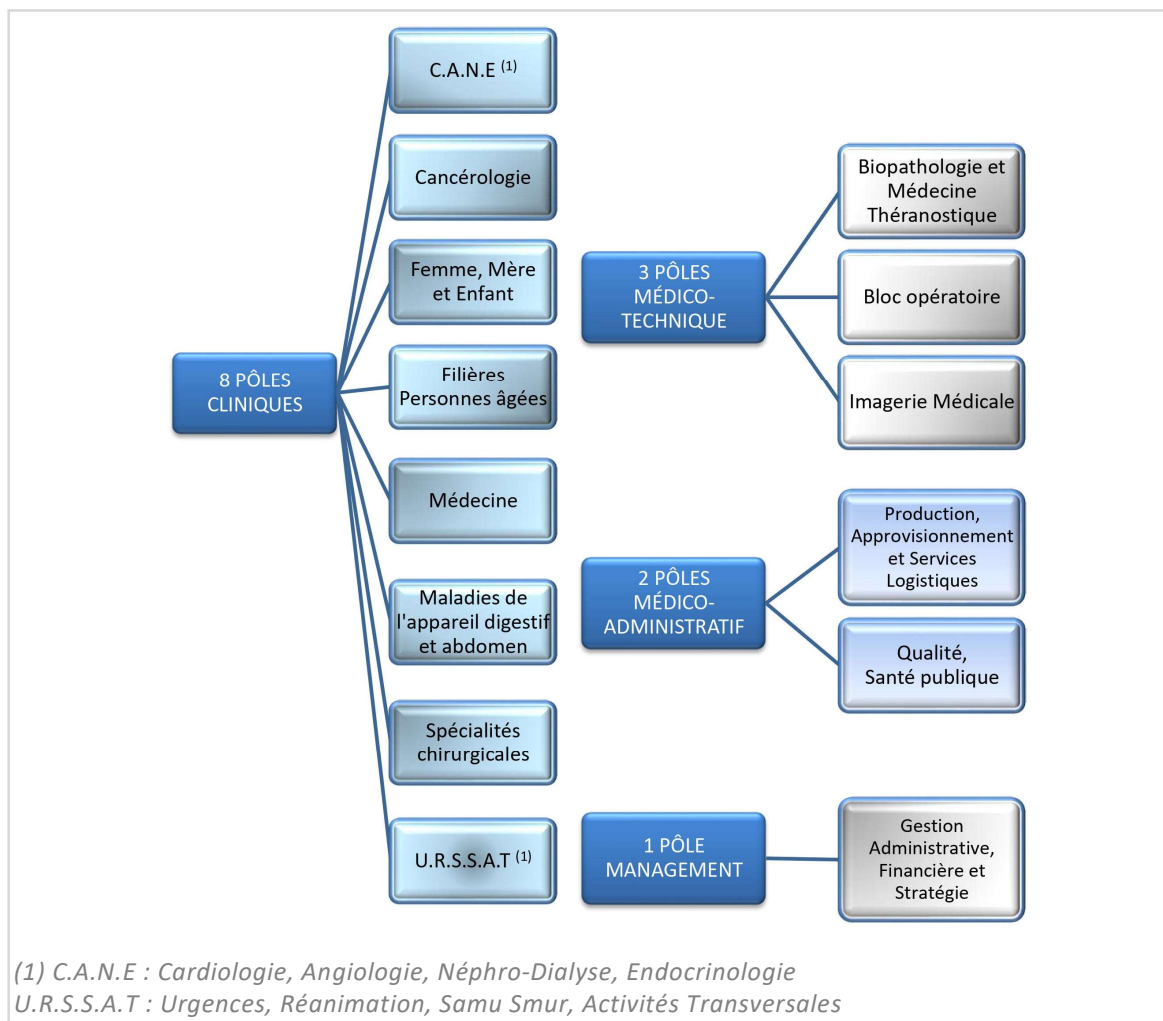 8 PÔLES
CLINIQUES
C.A.N.E (1)
Cancérologie
Femme, Mère
et Enfant
Filières
Personnes âgées
Médecine
Maladies de
l'appareil digestif
et abdomen
Spécialités
chirurgicales
U.R.S.S.A.T (1)
3 PÔLES
MÉDICO-
TECHNIQUE
Biopathologie et
Médecine
Théranostique
Bloc opératoire
Imagerie Médicale
2 PÔLES
MÉDICO-
ADMINISTRATIF
Production,
Approvisionnement
et Services
Logistiques
Qualité,
Santé publique
1 PÔLE
MANAGEMENT
Gestion
Administrative,
Financière et
Stratégie
(1) C.A.N.E : Cardiologie, Angiologie, Néphro-Dialyse, Endocrinologie
U.R.S.S.A.T : Urgences, Réanimation, Samu Smur, Activités Transversales